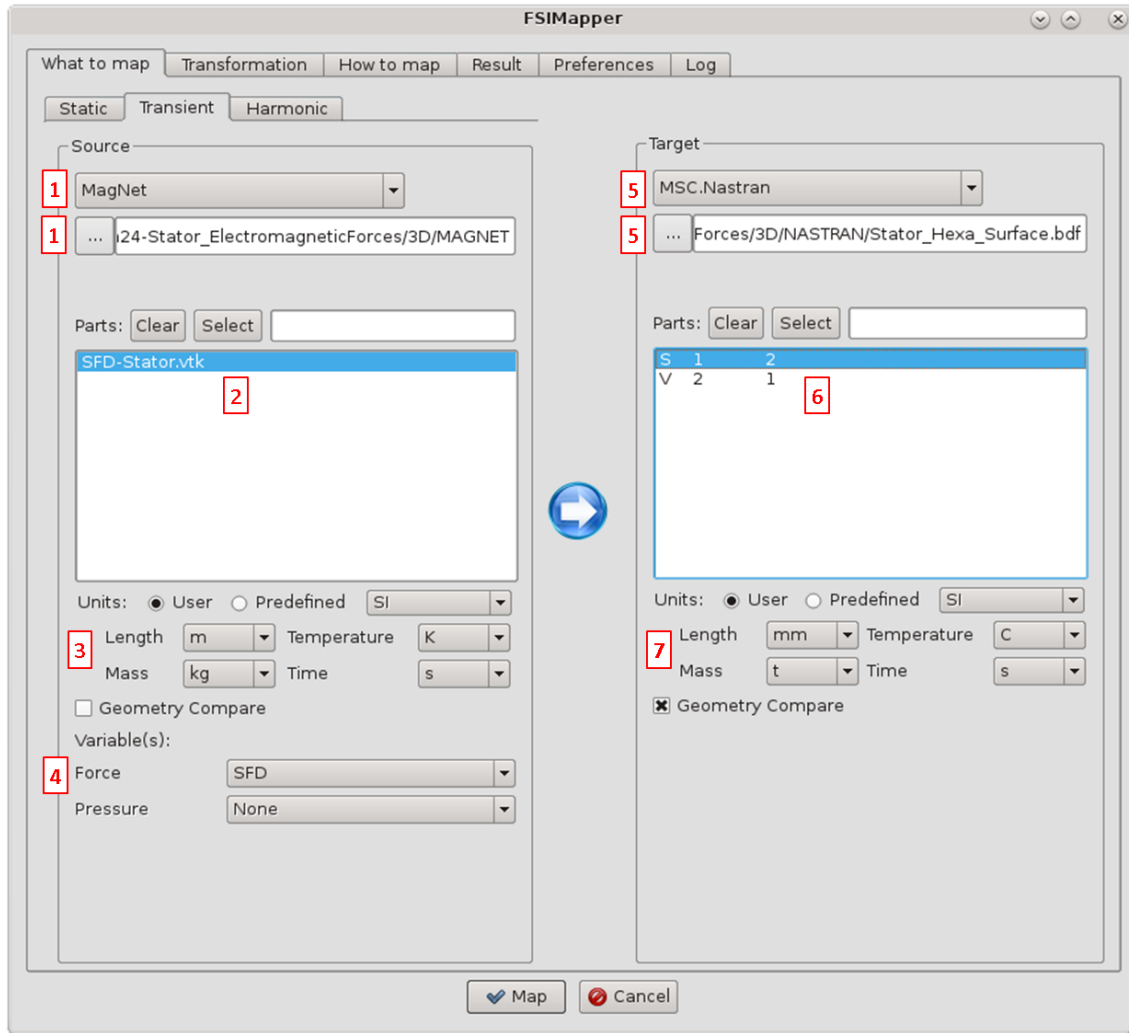 FSIMapper
What to map Transformation How to map Result Preferences Log
Static Transient Harmonic
Source
1 MagNet
1 ... 24-Stator_ElectromagneticForces/3D/MAGNET
Parts: Clear Select
SFD-Stator.vtk
2
Units: User Predefined SI
3
Length m Temperature K
Mass kg Time s
Geometry Compare
Variable(s):
4 Force SFD
Pressure None
Target
5 MSC.Nastran
5 ... Forces/3D/NASTRAN/Stator_Hexa_Surface.bdf
Parts: Clear Select
S 1 2
V 2 1
6
Units: User Predefined SI
7
Length mm Temperature C
Mass t Time s
Geometry Compare
Map Cancel